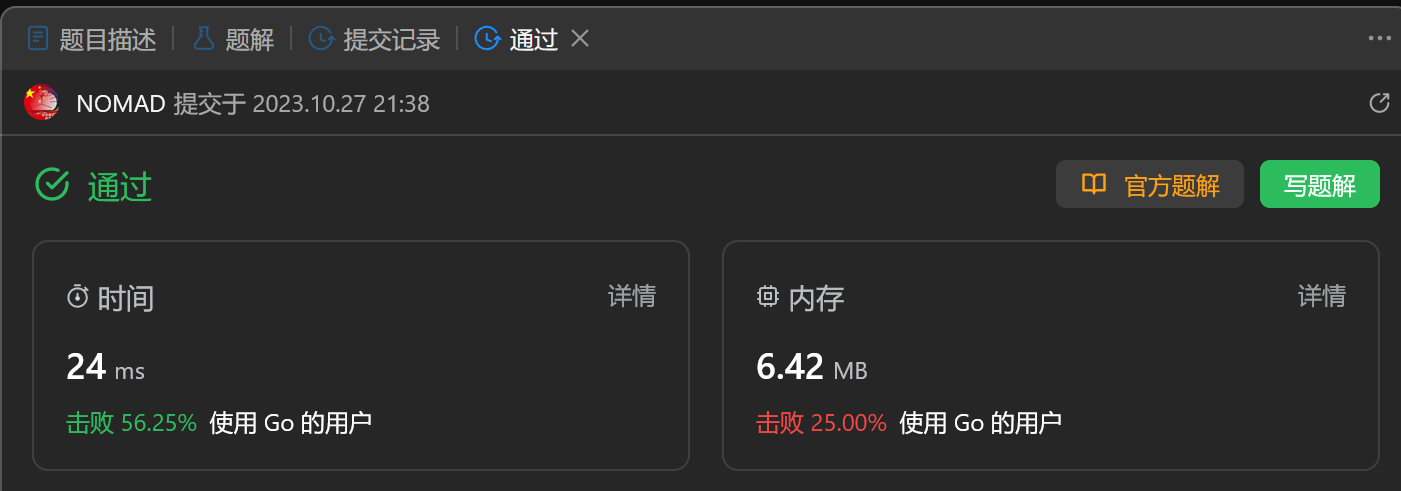 题目描述 题解 提交记录 通过
NOMAD 提交于 2023.10.27 21:38
通过 官方题解 写题解
时间 详情 内存 详情
24 ms 6.42 MB
击败 56.25% 使用 Go 的用户 击败 25.00% 使用 Go 的用户